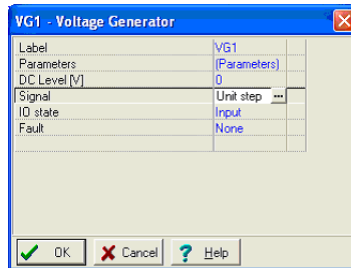 VG1 - Voltage Generator
Label VG1
Parameters (Parameters)
DC Level [V] 0
Signal Unit step ...
IO state Input
Fault None
OK Cancel ? Help